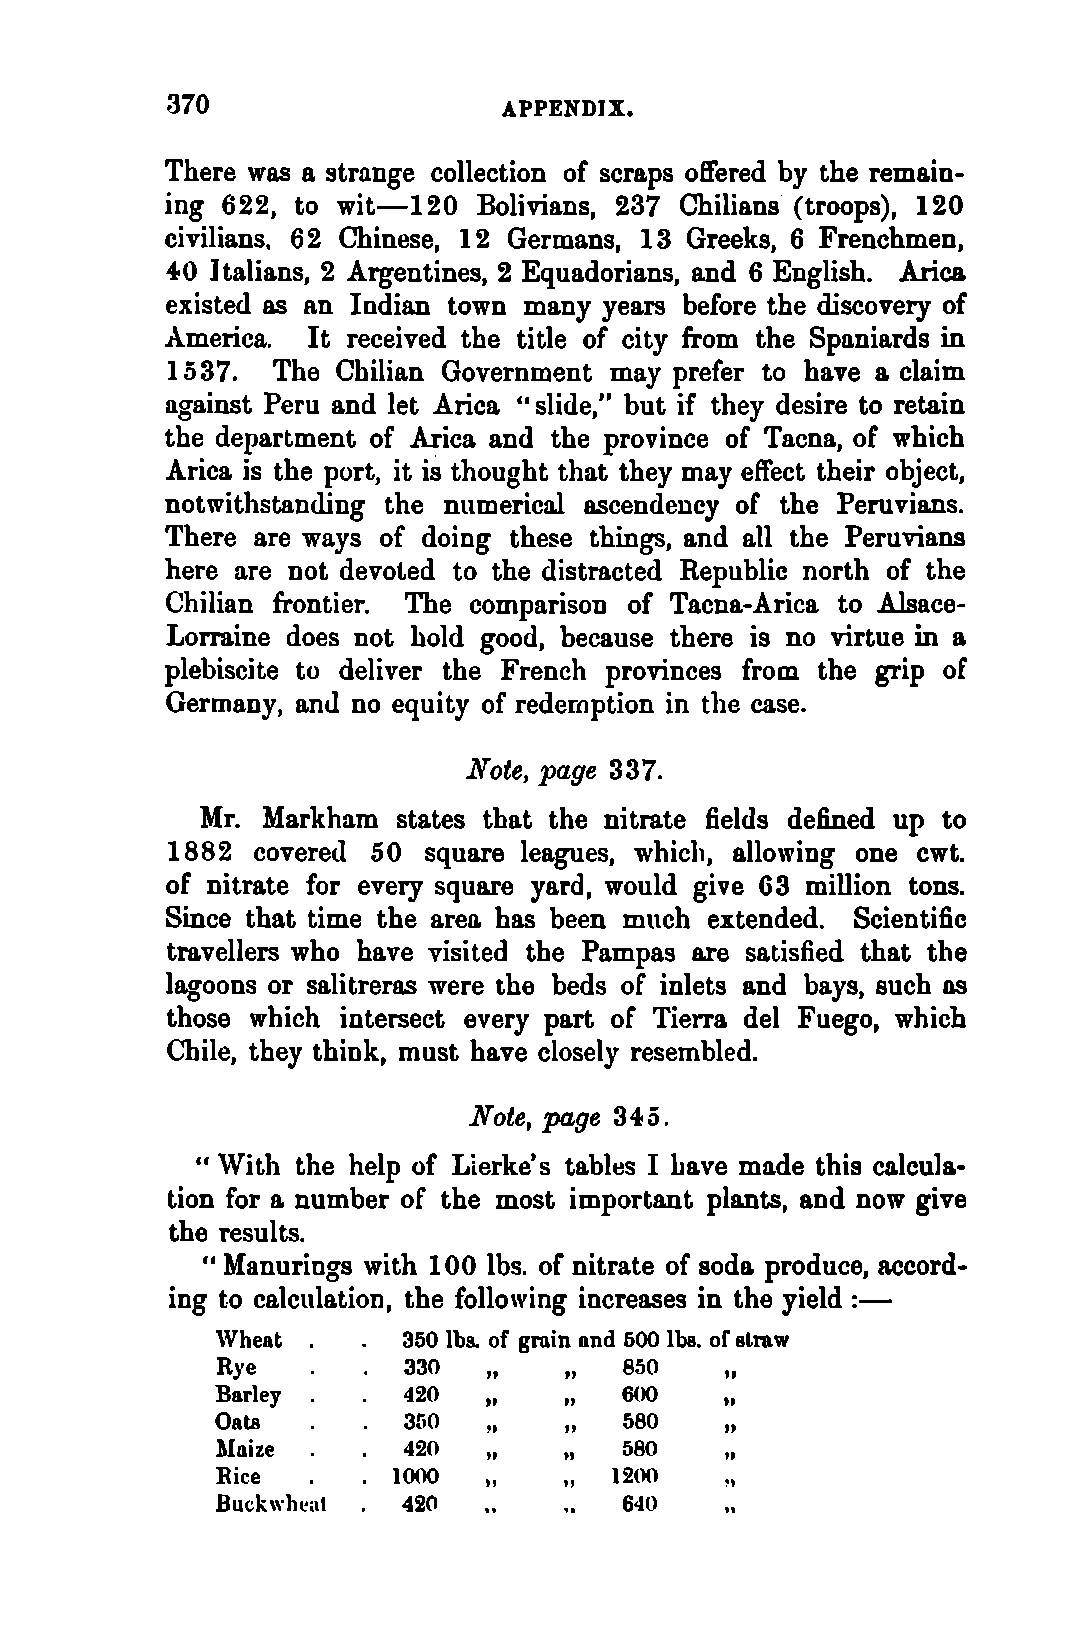 370 APPENDIX.
There was a strange collection of scraps offered by the remain-
ing 622, to wit—120 Bolivians, 237 Chilians (troops), 120
civilians, 62 Chinese, 12 Germans, 13 Greeks, 6 Frenchmen,
40 Italians, 2 Argentines, 2 Equadorians, and 6 English. Arica
existed as an Indian town many years before the discovery of
America. It received the title of city from the Spaniards in
1537. The Chilian Government may prefer to have a claim
against Peru and let Arica "slide," but if they desire to retain
the department of Arica and the province of Tacna, of which
Arica is the port, it is thought that they may effect their object,
notwithstanding the numerical ascendency of the Peruvians.
There are ways of doing these things, and all the Peruvians
here are not devoted to the distracted Republic north of the
Chilian frontier. The comparison of Tacna-Arica to Alsace-
Lorraine does not hold good, because there is no virtue in a
plebiscite to deliver the French provinces from the grip of
Germany, and no equity of redemption in the case.
Note, page 337.
Mr. Markham states that the nitrate fields defined up to
1882 covered 50 square leagues, which, allowing one cwt.
of nitrate for every square yard, would give 63 million tons.
Since that time the area has been much extended. Scientific
travellers who have visited the Pampas are satisfied that the
lagoons or salitreras were the beds of inlets and bays, such as
those which intersect every part of Tierra del Fuego, which
Chile, they think, must have closely resembled.
Note, page 345.
"With the help of Lierke's tables I have made this calcula-
tion for a number of the most important plants, and now give
the results.
"Manurings with 100 lbs. of nitrate of soda produce, accord-
ing to calculation, the following increases in the yield :—
Wheat . . 350 lbs. of grain and 500 lbs. of straw
Rye . . 330 „ „ 850 „
Barley . . 420 „ „ 600 „
Oats . . 350 „ „ 580 „
Maize . . 420 „ „ 580 „
Rice . . 1000 „ „ 1200 „
Buckwheat . 420 „ „ 640 „